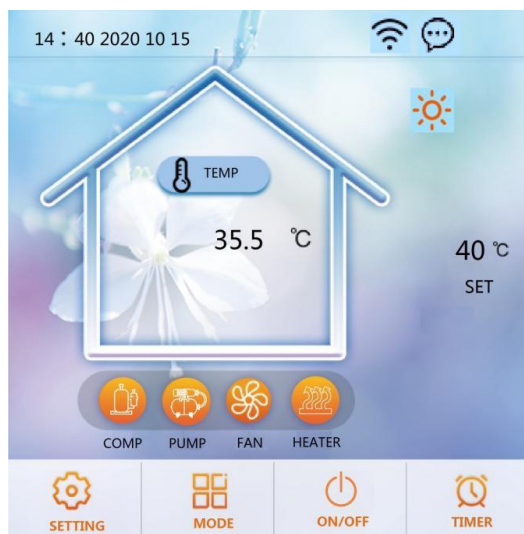 14：40 2020 10 15
TEMP
35.5 ℃
40 ℃
SET
COMP PUMP FAN HEATER
SETTING MODE ON/OFF TIMER